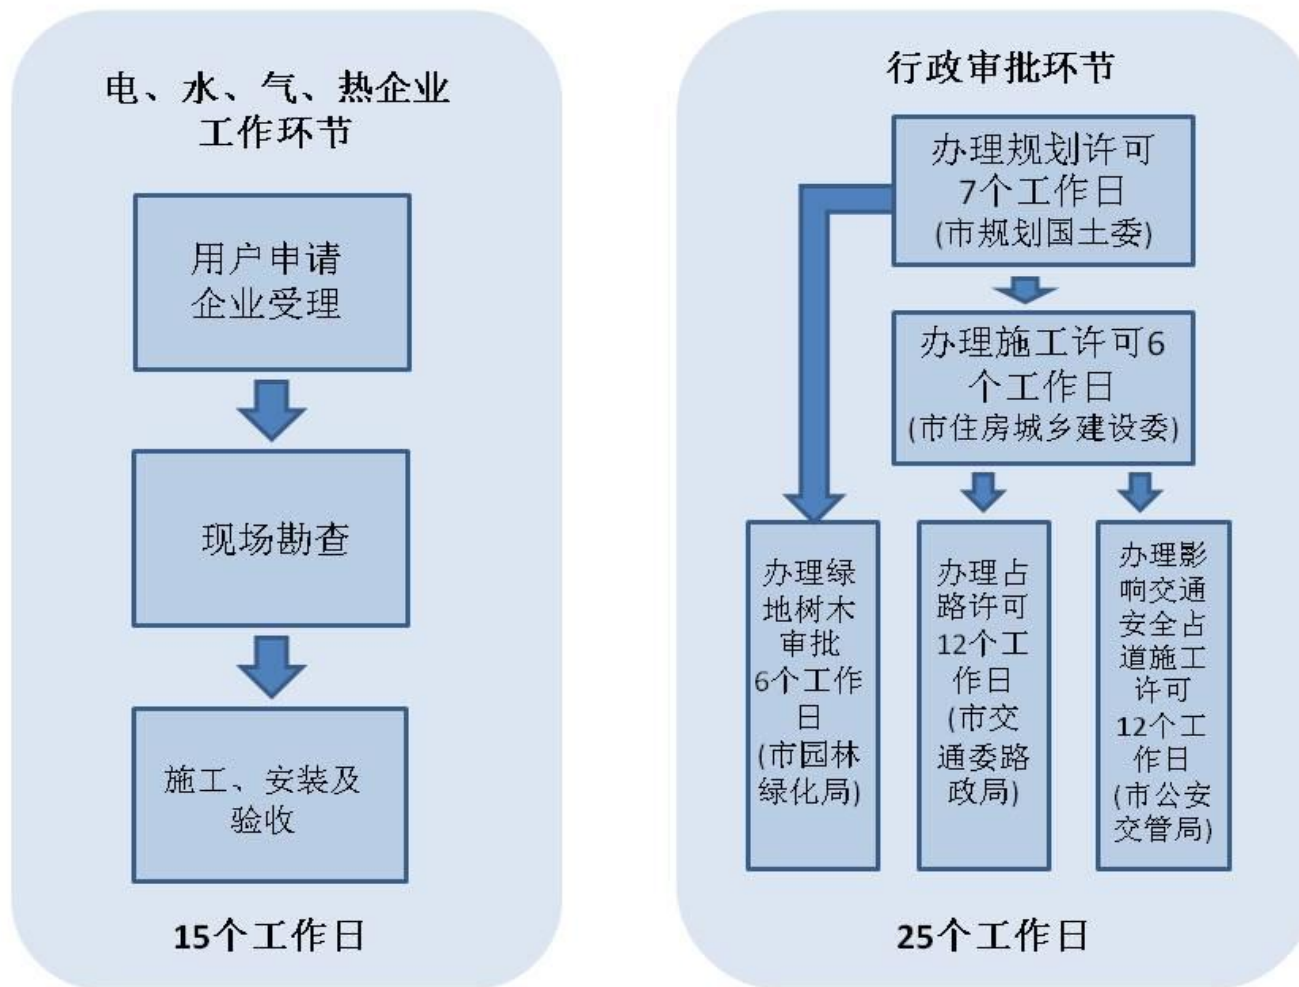 电、水、气、热企业
工作环节
用户申请
企业受理
现场勘查
施工、安装及
验收
15个工作日
行政审批环节
办理规划许可
7个工作日
(市规划国土委)
办理施工许可6
个工作日
(市住房城乡建设委)
办理绿
地树木
审批
6个工作
日
(市园林
绿化局)
办理占
路许可
12个工
作日
(市交
通委路
政局)
办理影
响交通
安全占
道施工
许可
12个工
作日
(市公安
交管局)
25个工作日